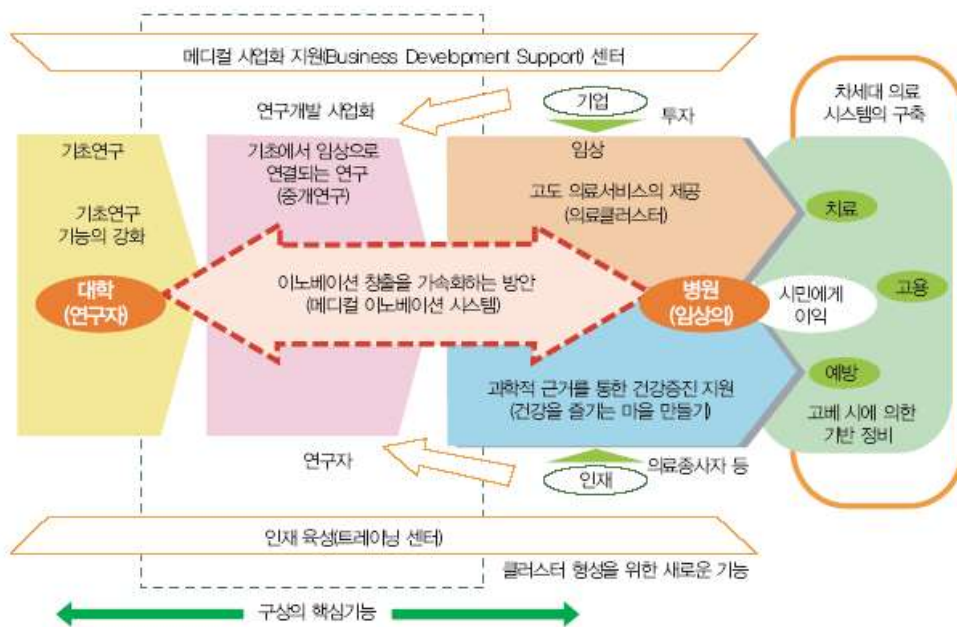 메디컬 사업화 지원(Business Development Support) 센터
연구개발 사업화
기업
투자
차세대 의료
시스템의 구축
기초연구
기초연구
기능의 강화
기초에서 임상으로
연결되는 연구
(중개연구)
임상
고도 의료서비스의 제공
(의료클러스터)
치료
대학
(연구자)
이노베이션 창출을 가속화하는 방안
(메디컬 이노베이션 시스템)
병원
(임상의)
시민에게
이익
고용
과학적 근거를 통한 건강증진 지원
(건강을 즐기는 마을 만들기)
예방
고베 시에 의한
기반 정비
연구자
인재
의료종사자 등
인재 육성(트레이닝 센터)
클러스터 형성을 위한 새로운 기능
구상의 핵심기능